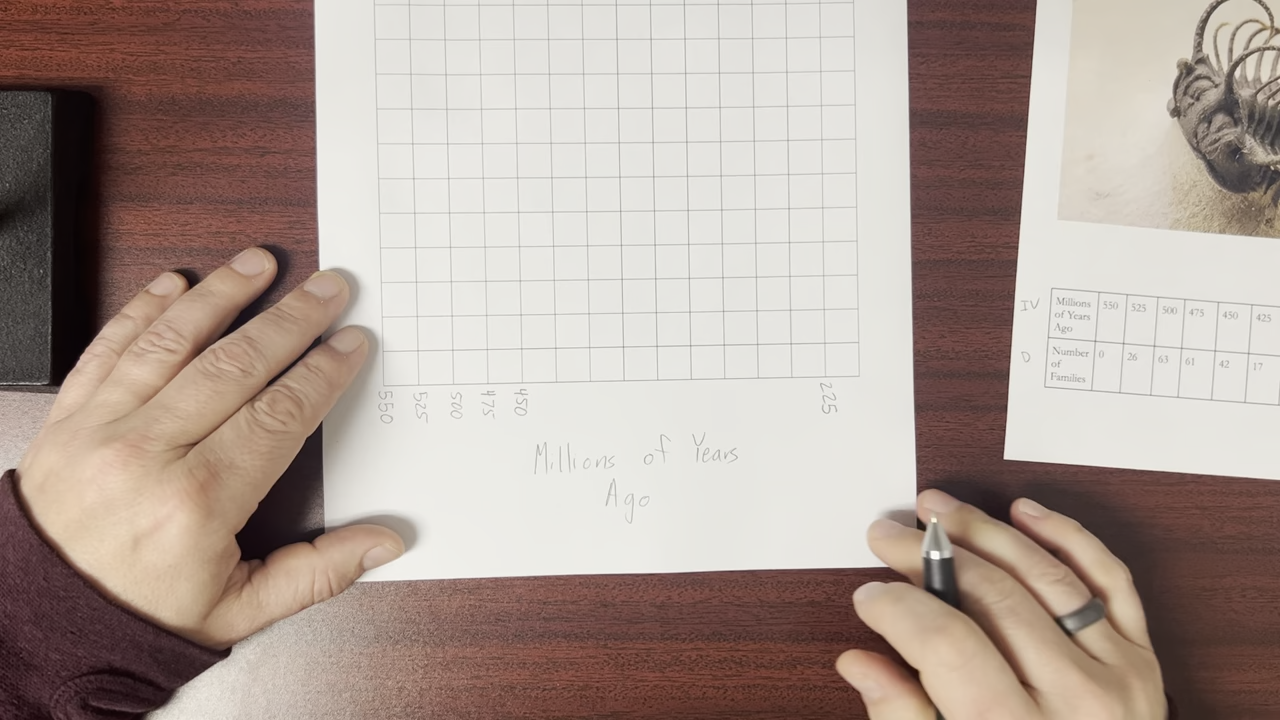 550 525 500 475 450 225
Millions of Years
Ago
IV
Millions of Years Ago 550 525 500 475 450 425
D
Number of Families 0 26 63 61 42 17